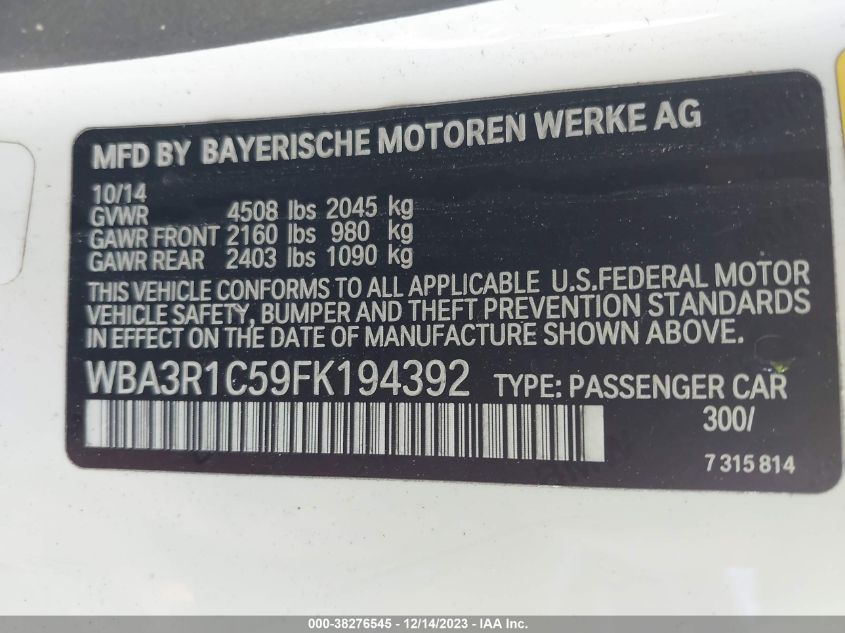 MFD BY BAYERISCHE MOTOREN WERKE AG
10/14
GVWR 4508 lbs 2045 kg
GAWR FRONT 2160 lbs 980 kg
GAWR REAR 2403 lbs 1090 kg
THIS VEHICLE CONFORMS TO ALL APPLICABLE U.S.FEDERAL MOTOR
VEHICLE SAFETY, BUMPER AND THEFT PREVENTION STANDARDS
IN EFFECT ON THE DATE OF MANUFACTURE SHOWN ABOVE.
WBA3R1C59FK194392 TYPE: PASSENGER CAR
300/
7 315 814
000-38276545 - 12/14/2023 - IAA Inc.